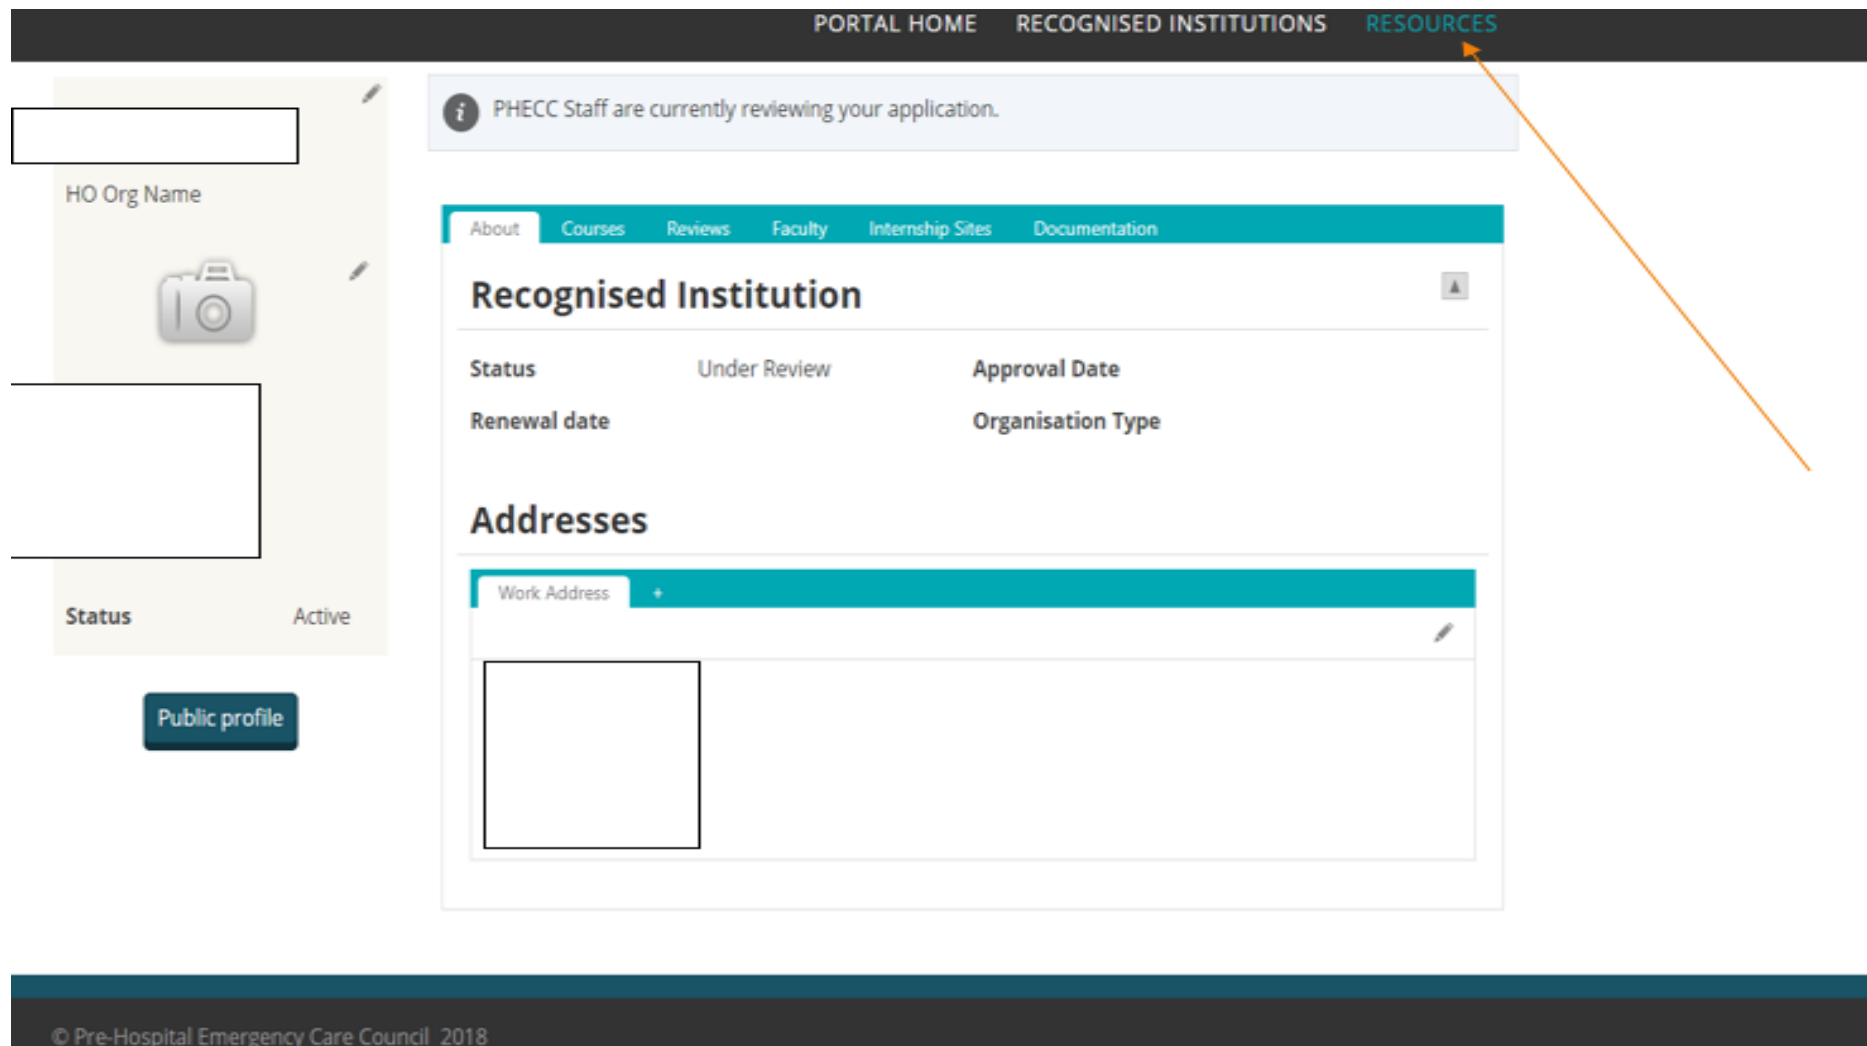 PORTAL HOME RECOGNISED INSTITUTIONS RESOURCES
PHECC Staff are currently reviewing your application.
HO Org Name
Status Active
Public profile
About Courses Reviews Faculty Internship Sites Documentation
Recognised Institution
Status Under Review Approval Date
Renewal date Organisation Type
Addresses
Work Address +
© Pre-Hospital Emergency Care Council 2018